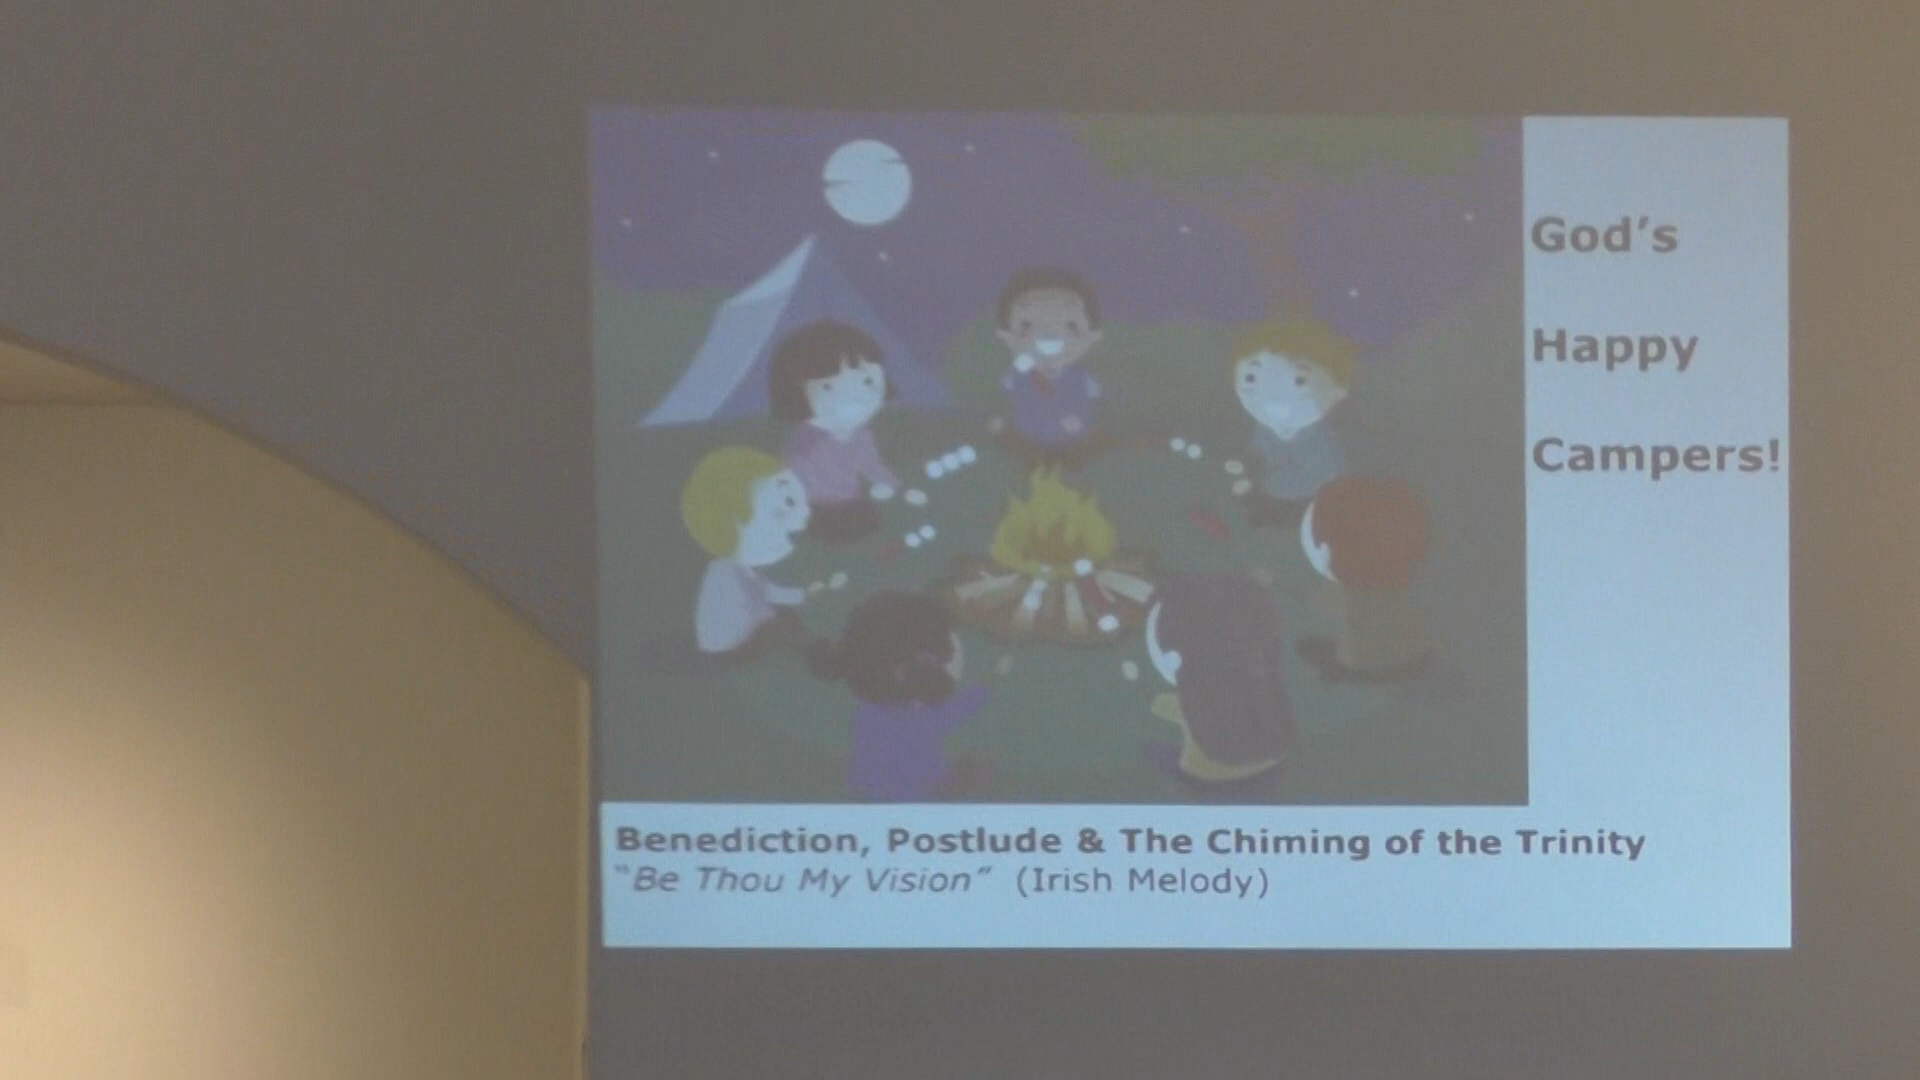 God's
Happy
Campers!
Benediction, Postlude & The Chiming of the Trinity
"Be Thou My Vision" (Irish Melody)